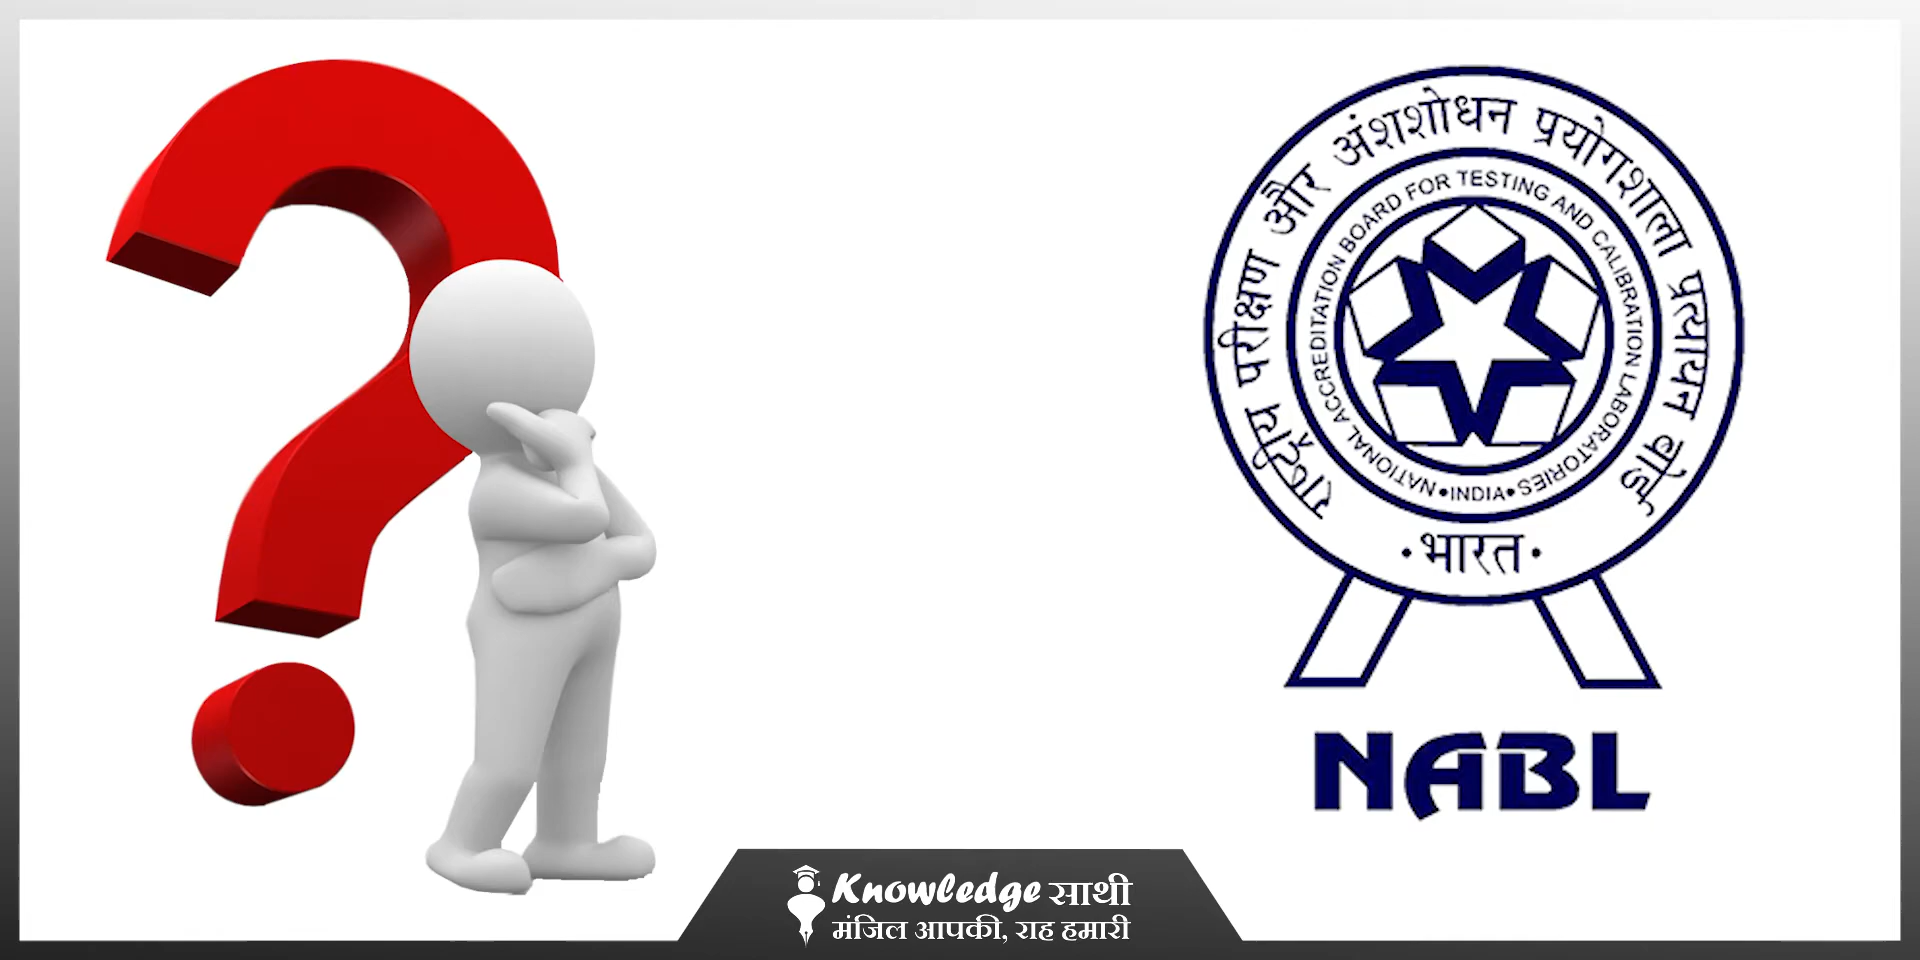 राष्ट्रीय परीक्षण और अंशशोधन प्रयोगशाला प्रत्यायन बोर्ड
NATIONAL ACCREDITATION BOARD FOR TESTING AND CALIBRATION LABORATORIES
•INDIA•
·भारत·
NABL
Knowledge साथी
मंजिल आपकी, राह हमारी